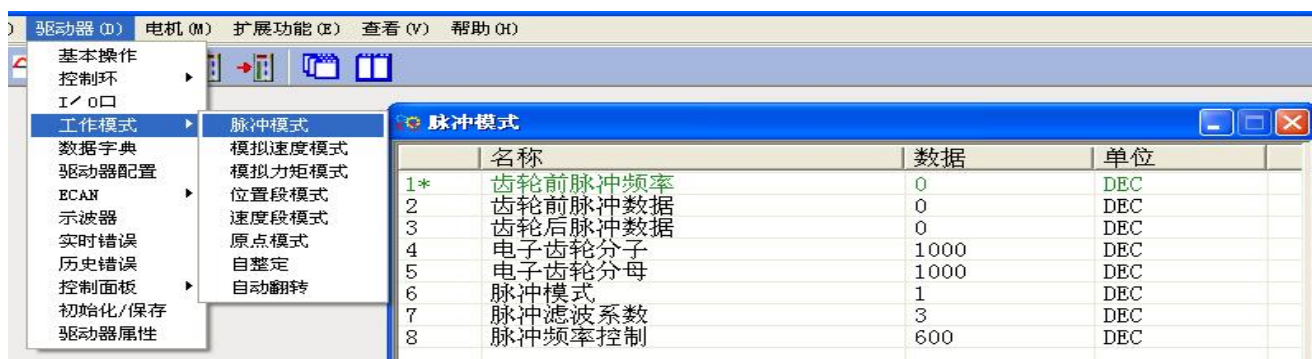 ) 驱动器(D) 电机(M) 扩展功能(E) 查看(V) 帮助(H)
基本操作
控制环
I/O口
工作模式
数据字典
驱动器配置
ECAN
示波器
实时错误
历史错误
控制面板
初始化/保存
驱动器属性
脉冲模式
模拟速度模式
模拟力矩模式
位置段模式
速度段模式
原点模式
自整定
自动翻转
脉冲模式
名称 数据 单位
1* 齿轮前脉冲频率 0 DEC
2 齿轮前脉冲数据 0 DEC
3 齿轮后脉冲数据 0 DEC
4 电子齿轮分子 1000 DEC
5 电子齿轮分母 1000 DEC
6 脉冲模式 1 DEC
7 脉冲滤波系数 3 DEC
8 脉冲频率控制 600 DEC